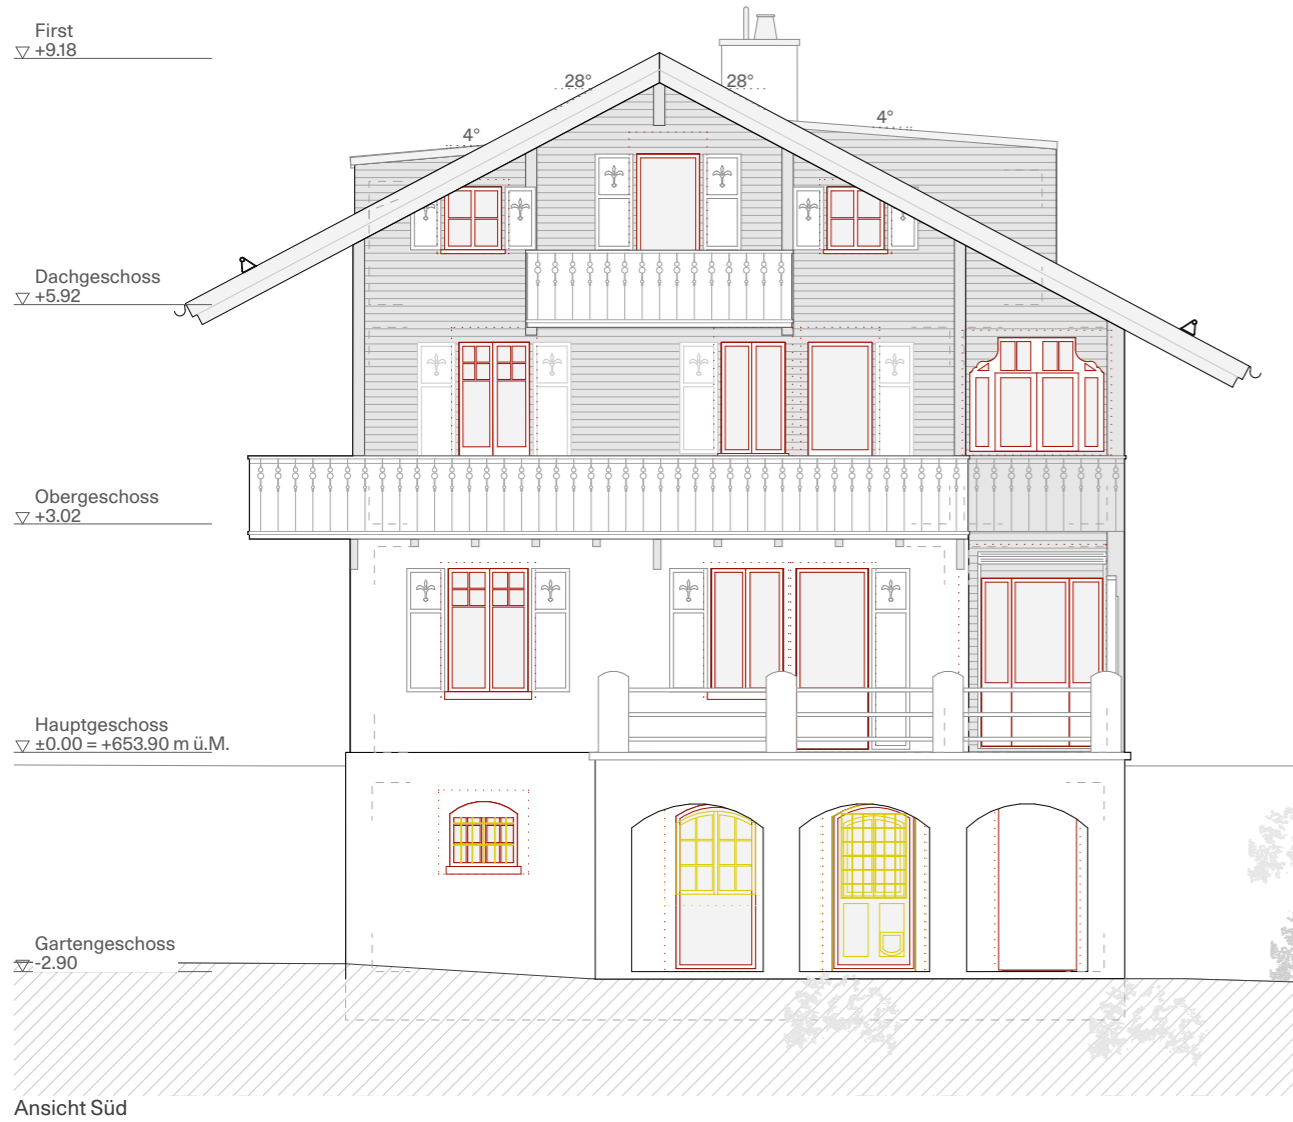 First
+9.18
28°
28°
4°
4°
Dachgeschoss
+5.92
Obergeschoss
+3.02
Hauptgeschoss
±0.00 = +653.90 m ü.M.
Gartengeschoss
-2.90
Ansicht Süd